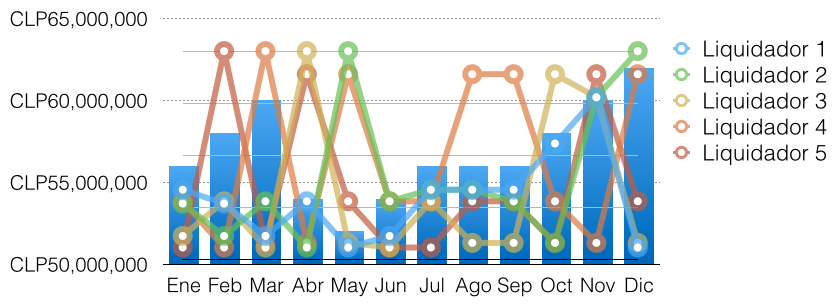 CLP65,000,000
CLP60,000,000
CLP55,000,000
CLP50,000,000
Ene Feb Mar Abr May Jun Jul Ago Sep Oct Nov Dic
Liquidador 1
Liquidador 2
Liquidador 3
Liquidador 4
Liquidador 5